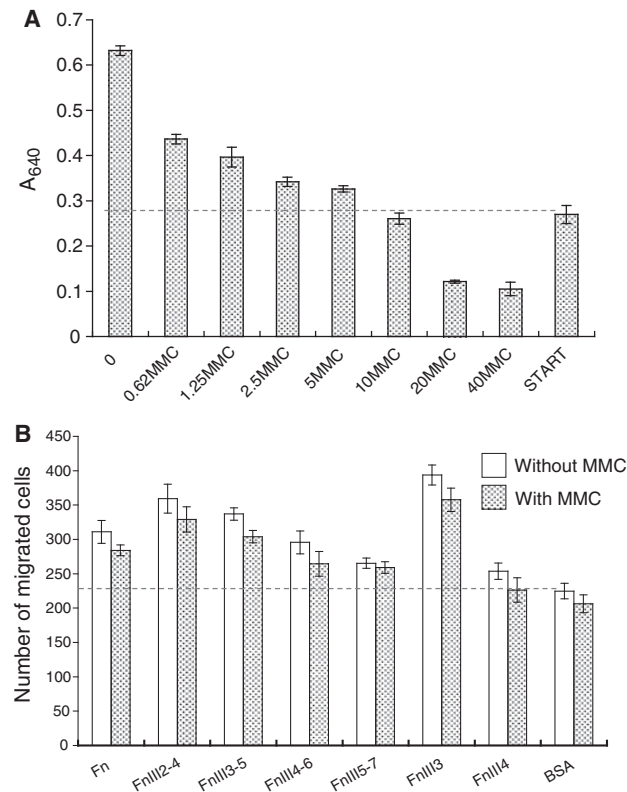 A
0.7
0.6
0.5
0.4
0.3
0.2
0.1
0
A640
0
0.62MMC
1.25MMC
2.5MMC
5MMC
10MMC
20MMC
40MMC
START
B
450
400
350
300
250
200
150
100
50
0
Number of migrated cells
Without MMC
With MMC
Fn
FnIII2-4
FnIII3-5
FnIII4-6
FnIII5-7
FnIII3
FnIII4
BSA